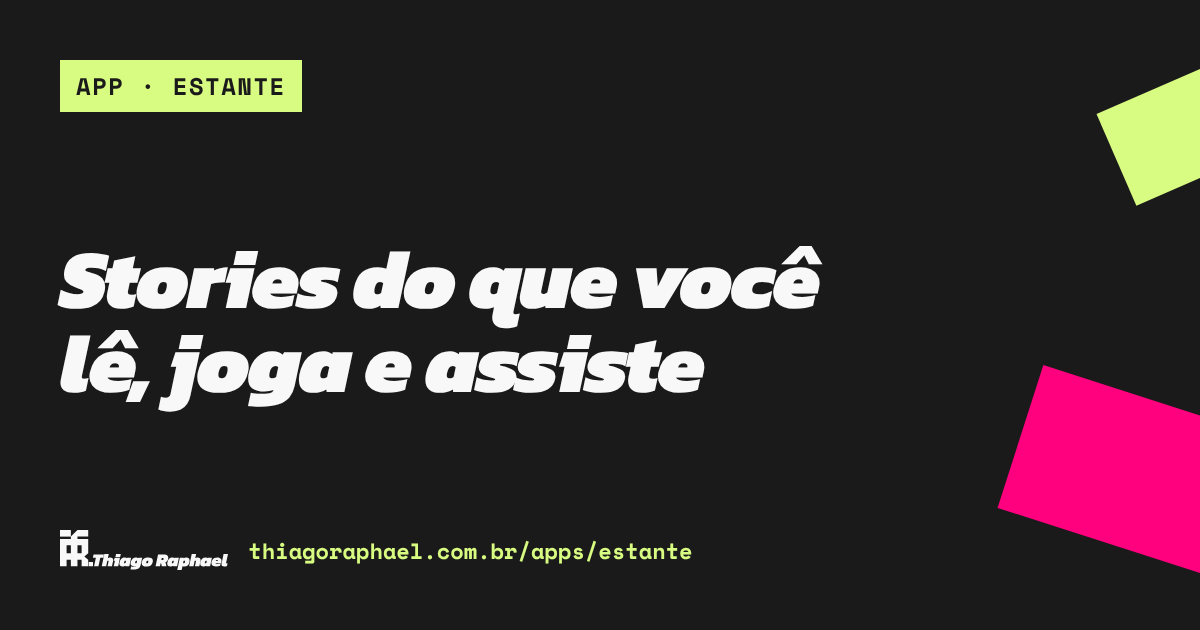 APP · ESTANTE
Stories do que você
lê, joga e assiste
Thiago Raphael
thiagoraphael.com.br/apps/estante